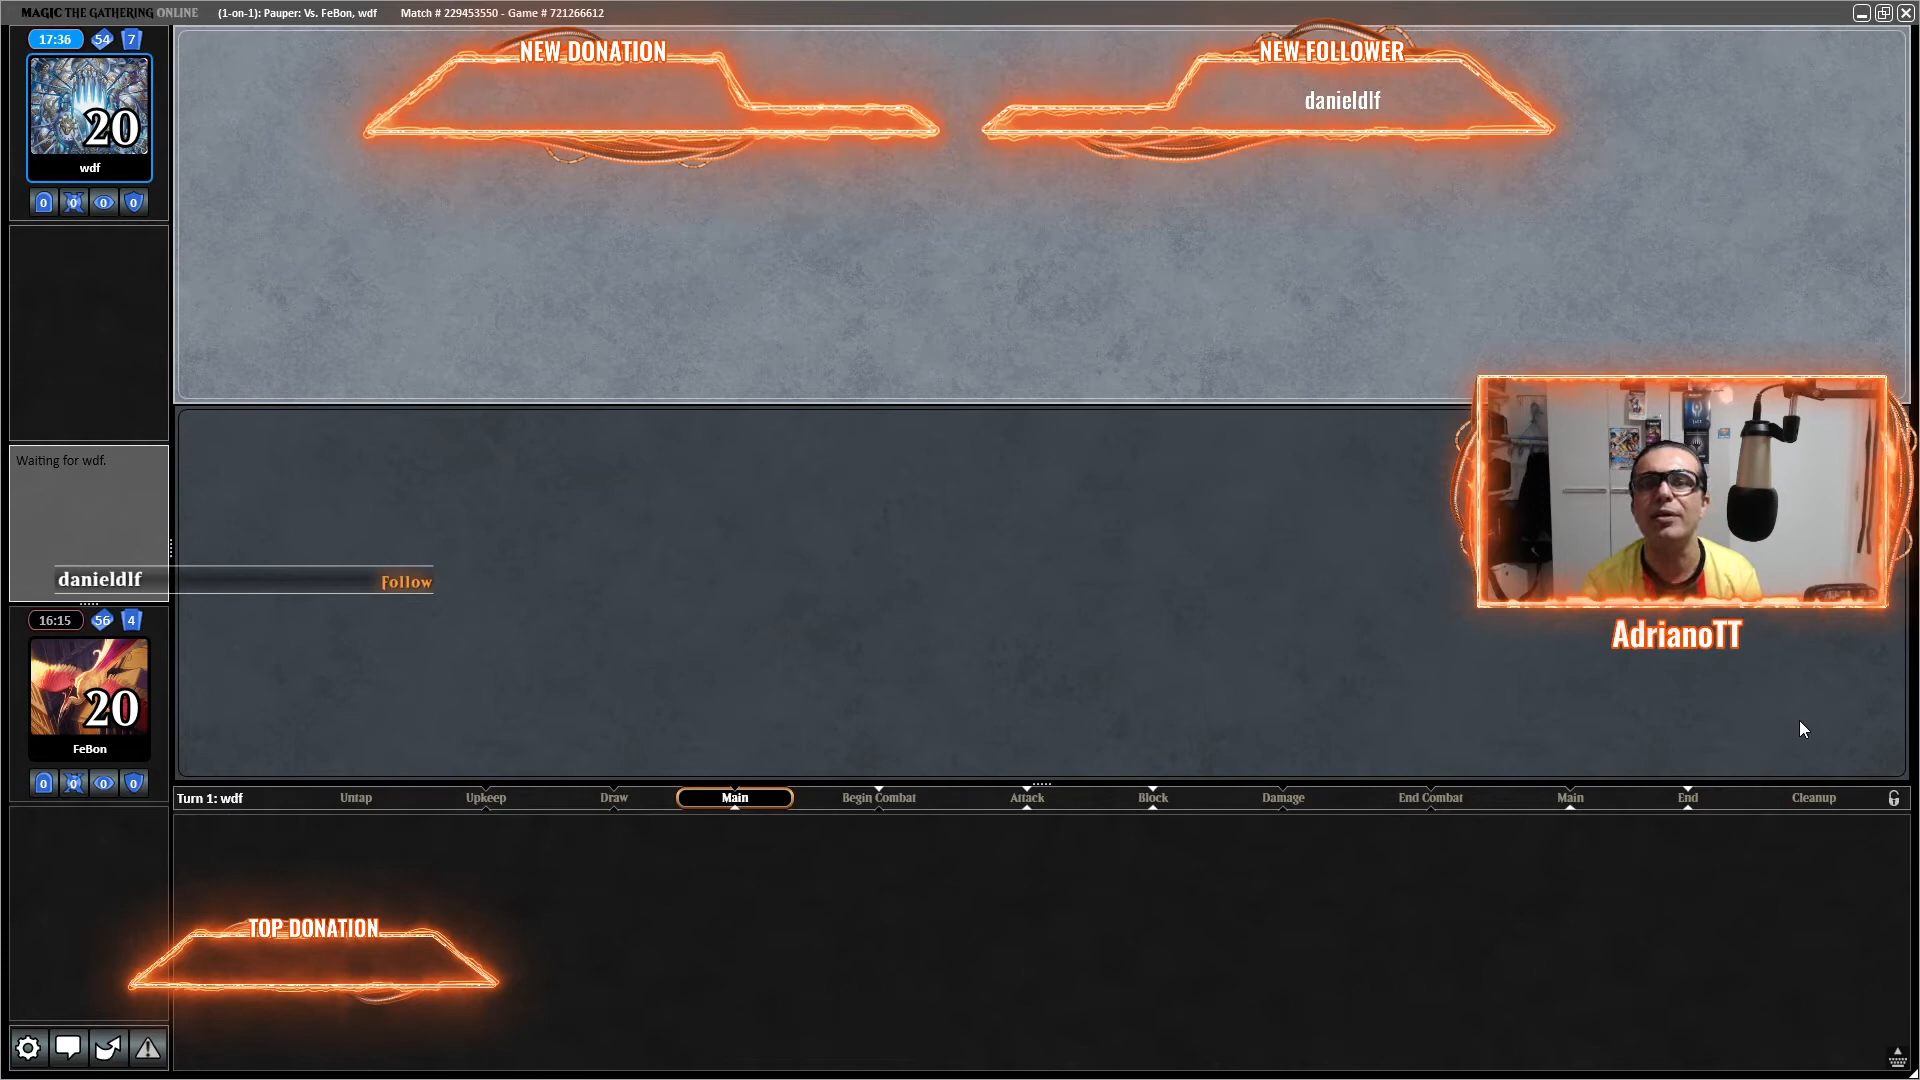 MAGIC THE GATHERING ONLINE (1-on-1): Pauper: Vs. FeBon, wdf Match # 229453550 - Game # 721266612
17:36 54 7
20
wdf
0 0 0 0
NEW DONATION
NEW FOLLOWER
danieldlf
Waiting for wdf.
danieldlf Follow
16:15 56 4
20
FeBon
0 0 0 0
AdrianoTT
Turn 1: wdf Untap Upkeep Draw Main Begin Combat Attack Block Damage End Combat Main End Cleanup
TOP DONATION